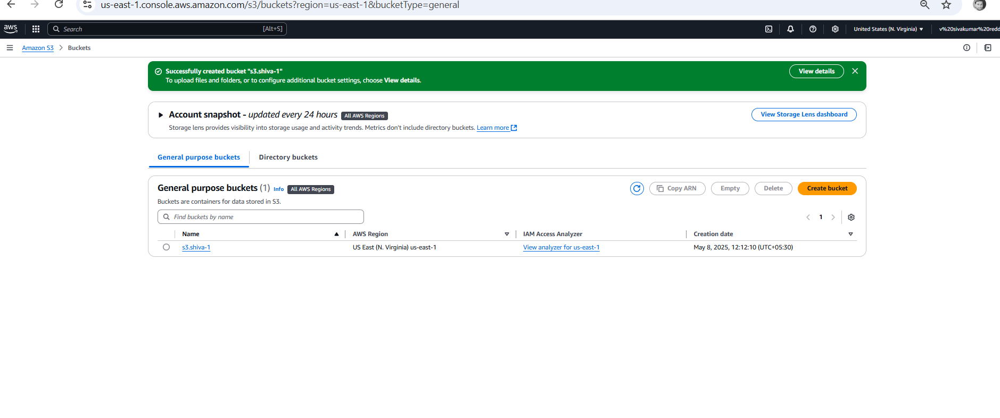 us-east-1.console.aws.amazon.com/s3/buckets?region=us-east-1&bucketType=general
aws Search [Alt+S] United States (N. Virginia) v%20sivakumar%20redd
Amazon S3 > Buckets
Successfully created bucket "s3.shiva-1" View details
To upload files and folders, or to configure additional bucket settings, choose View details.
Account snapshot - updated every 24 hours All AWS Regions View Storage Lens dashboard
Storage lens provides visibility into storage usage and activity trends. Metrics don't include directory buckets. Learn more
General purpose buckets Directory buckets
General purpose buckets (1) Info All AWS Regions Copy ARN Empty Delete Create bucket
Buckets are containers for data stored in S3.
Find buckets by name 1
Name AWS Region IAM Access Analyzer Creation date
s3.shiva-1 US East (N. Virginia) us-east-1 View analyzer for us-east-1 May 8, 2025, 12:12:10 (UTC+05:30)